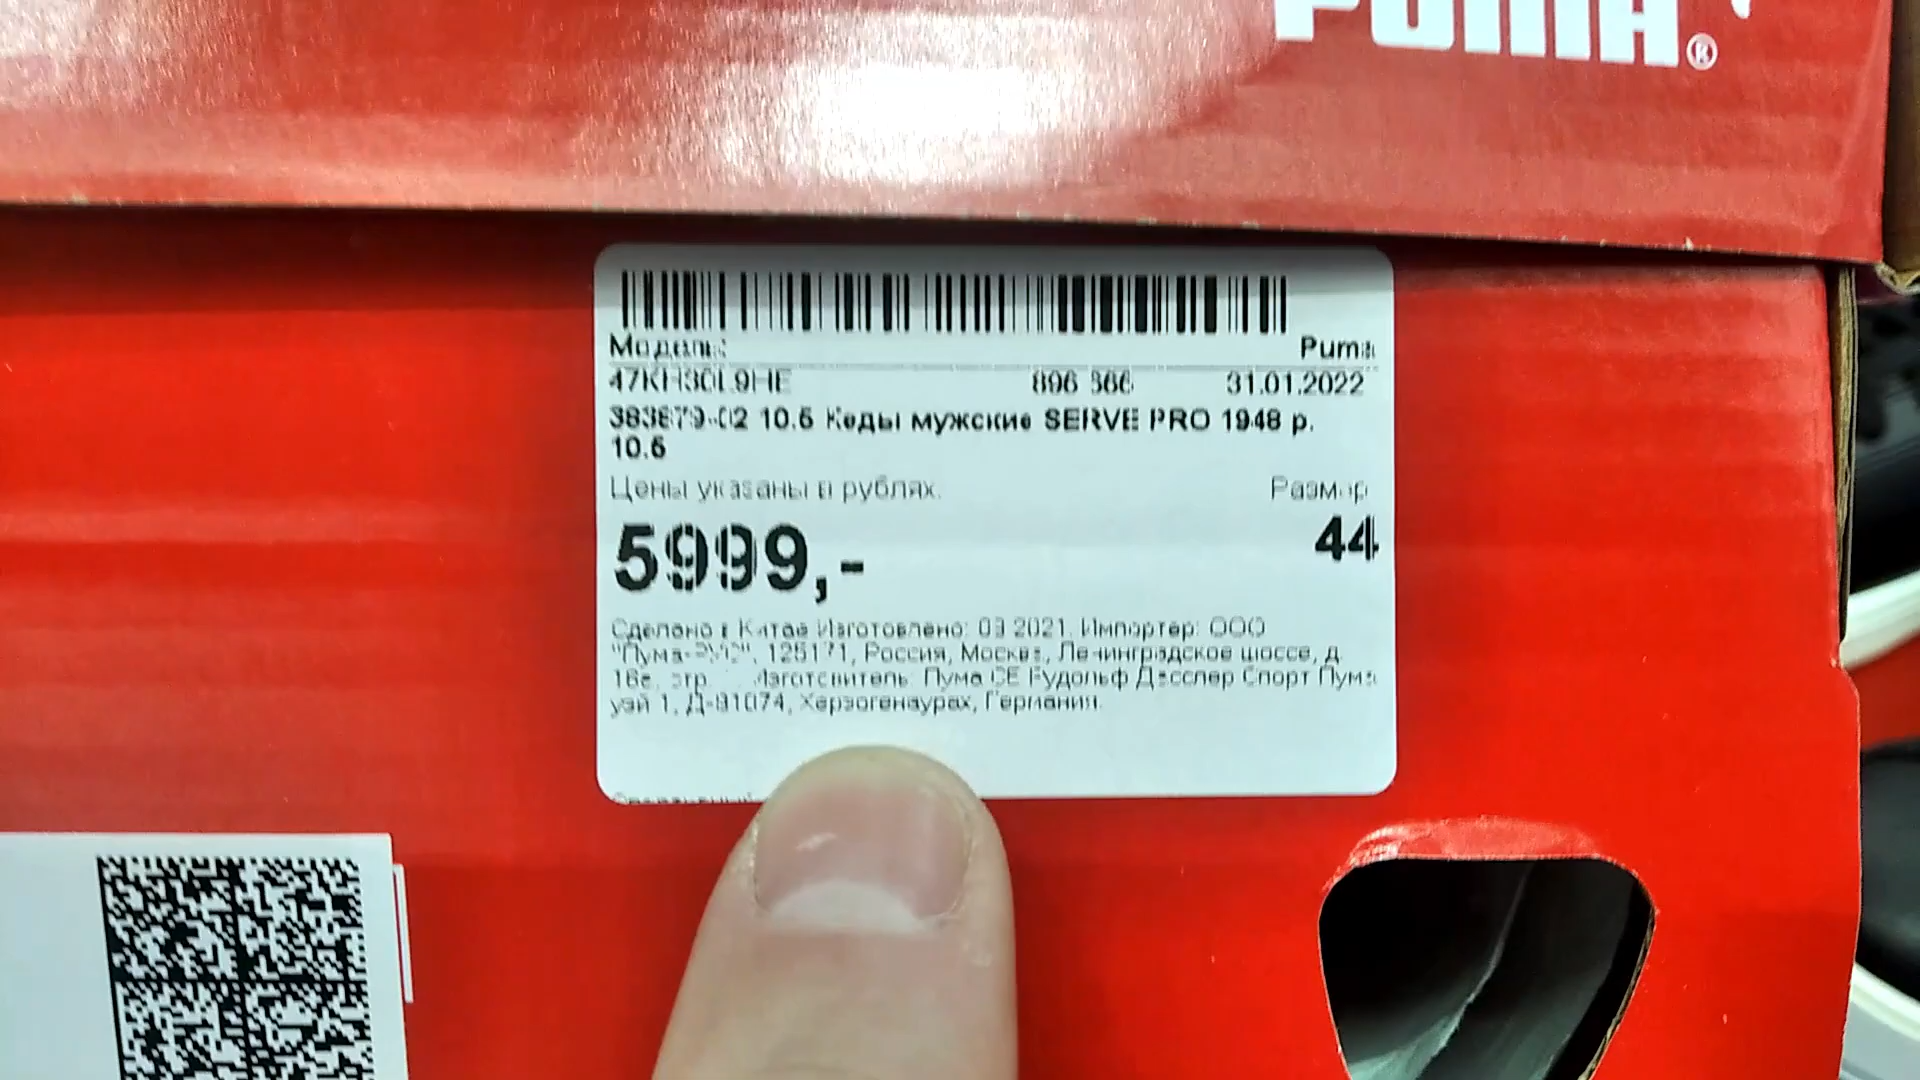 PUMA®
Модель: Puma
47KH30L9HE 896 366 31.01.2022
383879-02 10.5 Кеды мужские SERVE PRO 1948 р.
10.5
Цены указаны в рублях. Размер
5999,- 44
Сделано в Китае Изготовлено: 2021. Импортер: ООО
125171, Россия, Москва, Ленинградское шоссе, д.
стр. Изготовитель: Пума СЕ Рудольф Дасслер Спорт Пума
уэй 1, Д-91074, Херзогенаурах, Германия.